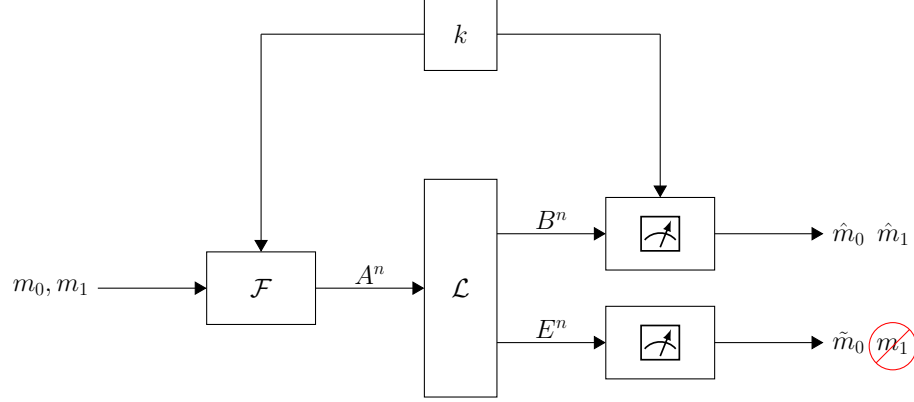 k
m₀, m₁
ℱ
Aⁿ
ℒ
Bⁿ
m̂₀ m̂₁
Eⁿ
m̃₀ m₁